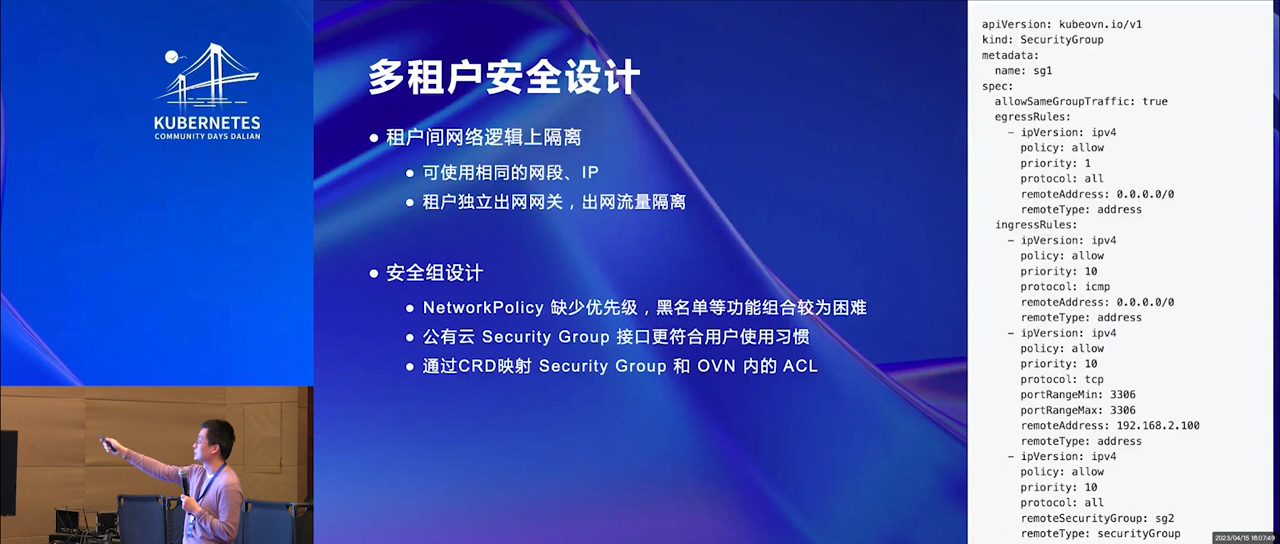 KUBERNETES
COMMUNITY DAYS DALIAN
多租户安全设计
● 租户间网络逻辑上隔离
● 可使用相同的网段、IP
● 租户独立出网网关，出网流量隔离
● 安全组设计
● NetworkPolicy 缺少优先级，黑名单等功能组合较为困难
● 公有云 Security Group 接口更符合用户使用习惯
● 通过CRD映射 Security Group 和 OVN 内的 ACL
apiVersion: kubeovn.io/v1
kind: SecurityGroup
metadata:
  name: sg1
spec:
  allowSameGroupTraffic: true
  egressRules:
    - ipVersion: ipv4
      policy: allow
      priority: 1
      protocol: all
      remoteAddress: 0.0.0.0/0
      remoteType: address
  ingressRules:
    - ipVersion: ipv4
      policy: allow
      priority: 10
      protocol: icmp
      remoteAddress: 0.0.0.0/0
      remoteType: address
    - ipVersion: ipv4
      policy: allow
      priority: 10
      protocol: tcp
      portRangeMin: 3306
      portRangeMax: 3306
      remoteAddress: 192.168.2.100
      remoteType: address
    - ipVersion: ipv4
      policy: allow
      priority: 10
      protocol: all
      remoteSecurityGroup: sg2
      remoteType: securityGroup
2023/04/15 16:07:49